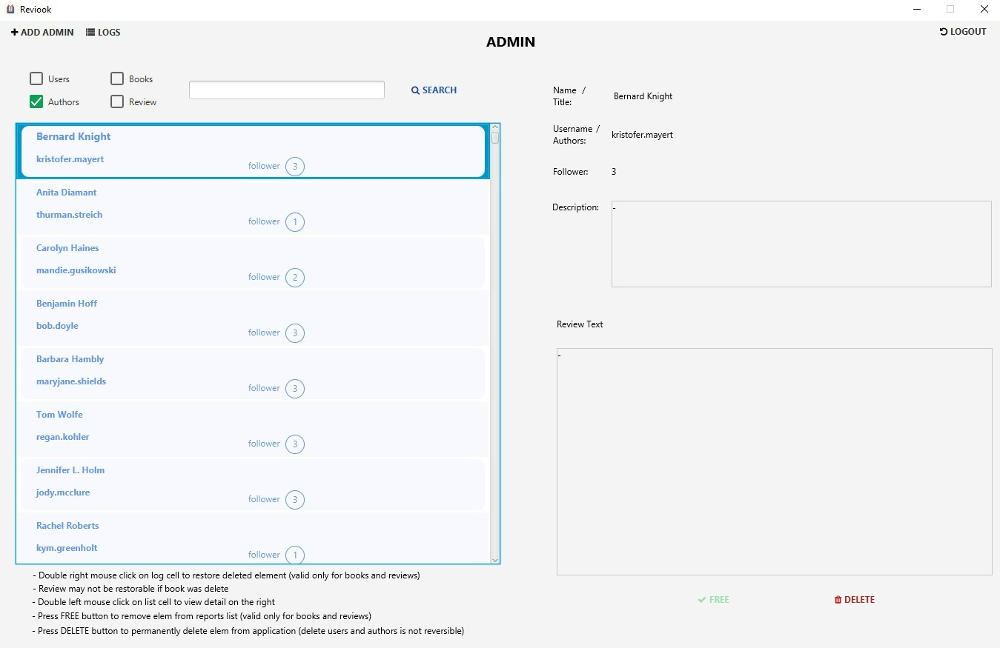 Reviook
ADD ADMIN LOGS
ADMIN
LOGOUT
Users Books
Authors Review
SEARCH
Bernard Knight
kristofer.mayert
follower 3
Anita Diamant
thurman.streich
follower 1
Carolyn Haines
mandie.gusikowski
follower 2
Benjamin Hoff
bob.doyle
follower 3
Barbara Hambly
maryjane.shields
follower 3
Tom Wolfe
regan.kohler
follower 3
Jennifer L. Holm
jody.mcclure
follower 3
Rachel Roberts
kym.greenholt
follower 1
- Double right mouse click on log cell to restore deleted element (valid only for books and reviews)
- Review may not be restorable if book was delete
- Double left mouse click on list cell to view detail on the right
- Press FREE button to remove elem from reports list (valid only for books and reviews)
- Press DELETE button to permanently delete elem from application (delete users and authors is not reversible)
Name /
Title:
Bernard Knight
Username /
Authors:
kristofer.mayert
Follower: 3
Description: -
Review Text
-
FREE DELETE